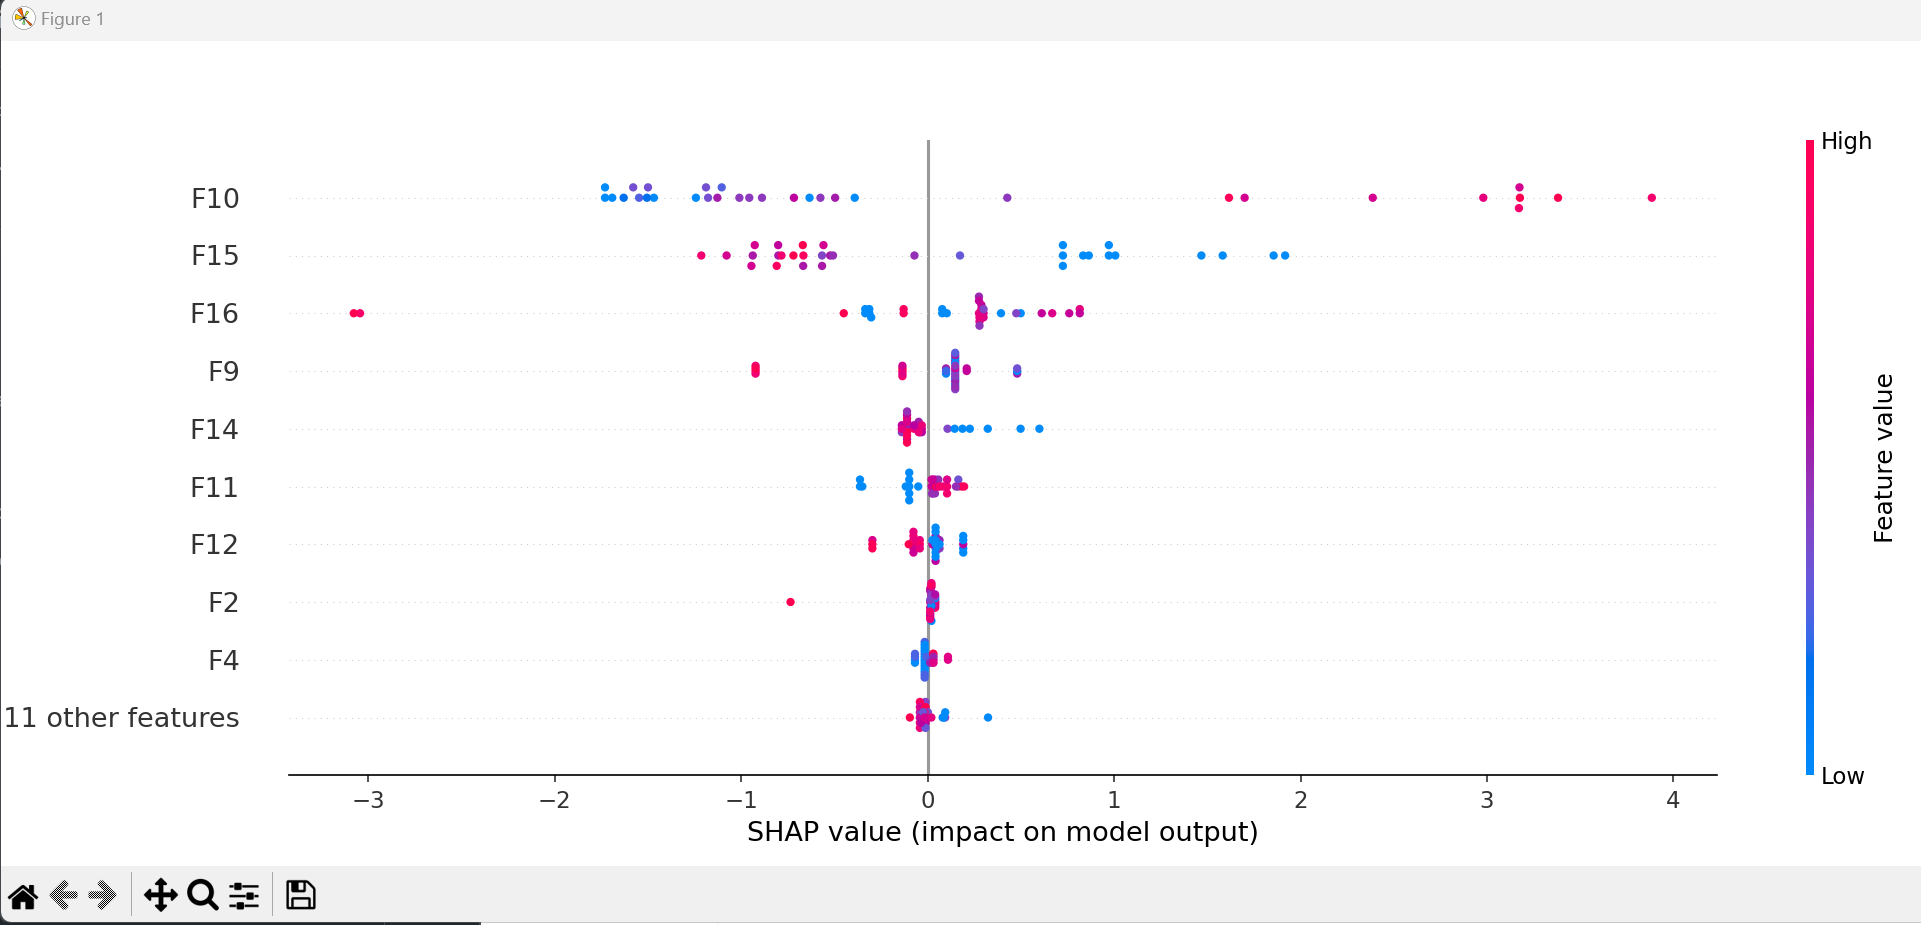 Figure 1
High
F10
F15
F16
F9
F14
F11
F12
F2
F4
11 other features
Feature value
Low
−3 −2 −1 0 1 2 3 4
SHAP value (impact on model output)